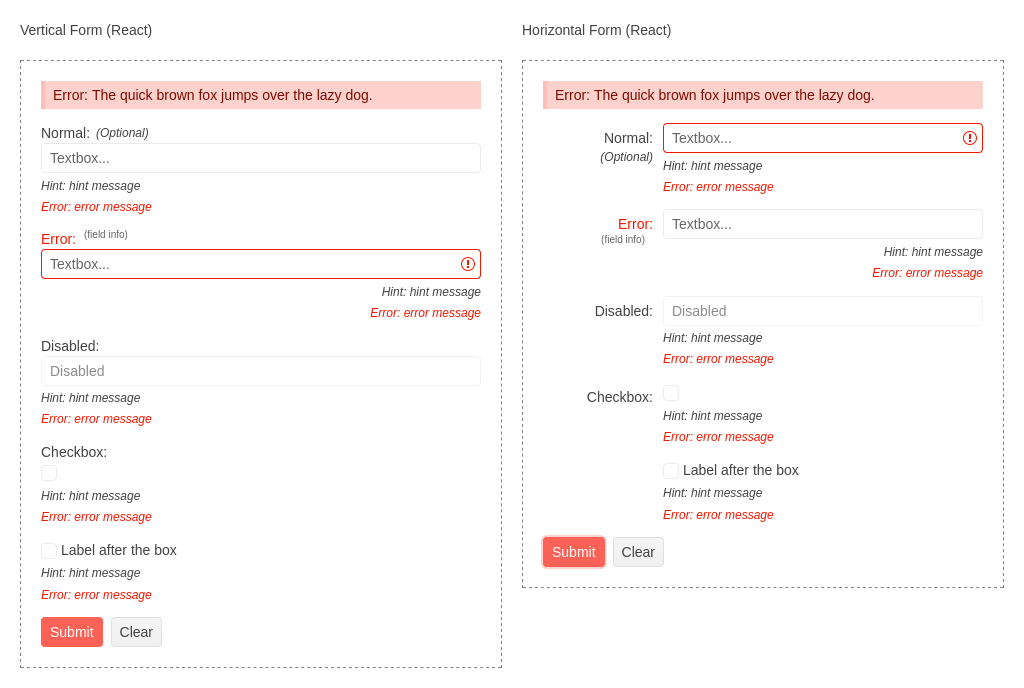 Vertical Form (React)
Error: The quick brown fox jumps over the lazy dog.
Normal: (Optional)
Textbox...
Hint: hint message
Error: error message
Error: (field info)
Textbox...
Hint: hint message
Error: error message
Disabled:
Disabled
Hint: hint message
Error: error message
Checkbox:
Hint: hint message
Error: error message
Label after the box
Hint: hint message
Error: error message
Submit Clear
Horizontal Form (React)
Error: The quick brown fox jumps over the lazy dog.
Normal: Textbox...
(Optional) Hint: hint message
Error: error message
Error: Textbox...
(field info)
Hint: hint message
Error: error message
Disabled: Disabled
Hint: hint message
Error: error message
Checkbox:
Hint: hint message
Error: error message
Label after the box
Hint: hint message
Error: error message
Submit Clear